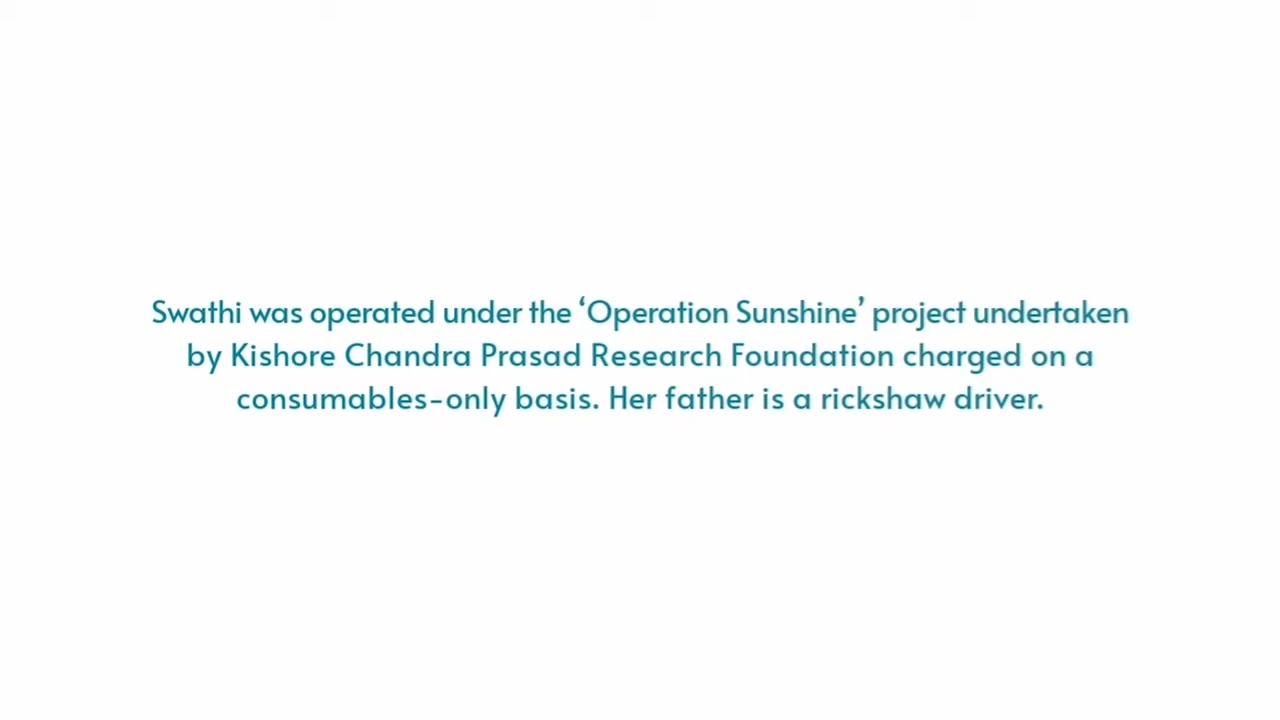 Swathi was operated under the ‘Operation Sunshine’ project undertaken
by Kishore Chandra Prasad Research Foundation charged on a
consumables-only basis. Her father is a rickshaw driver.